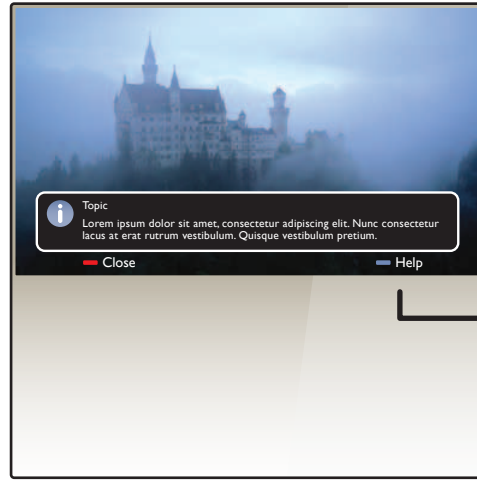 Topic
Lorem ipsum dolor sit amet, consectetur adipiscing elit. Nunc consectetur
lacus at erat rutrum vestibulum. Quisque vestibulum pretium.
Close
Help